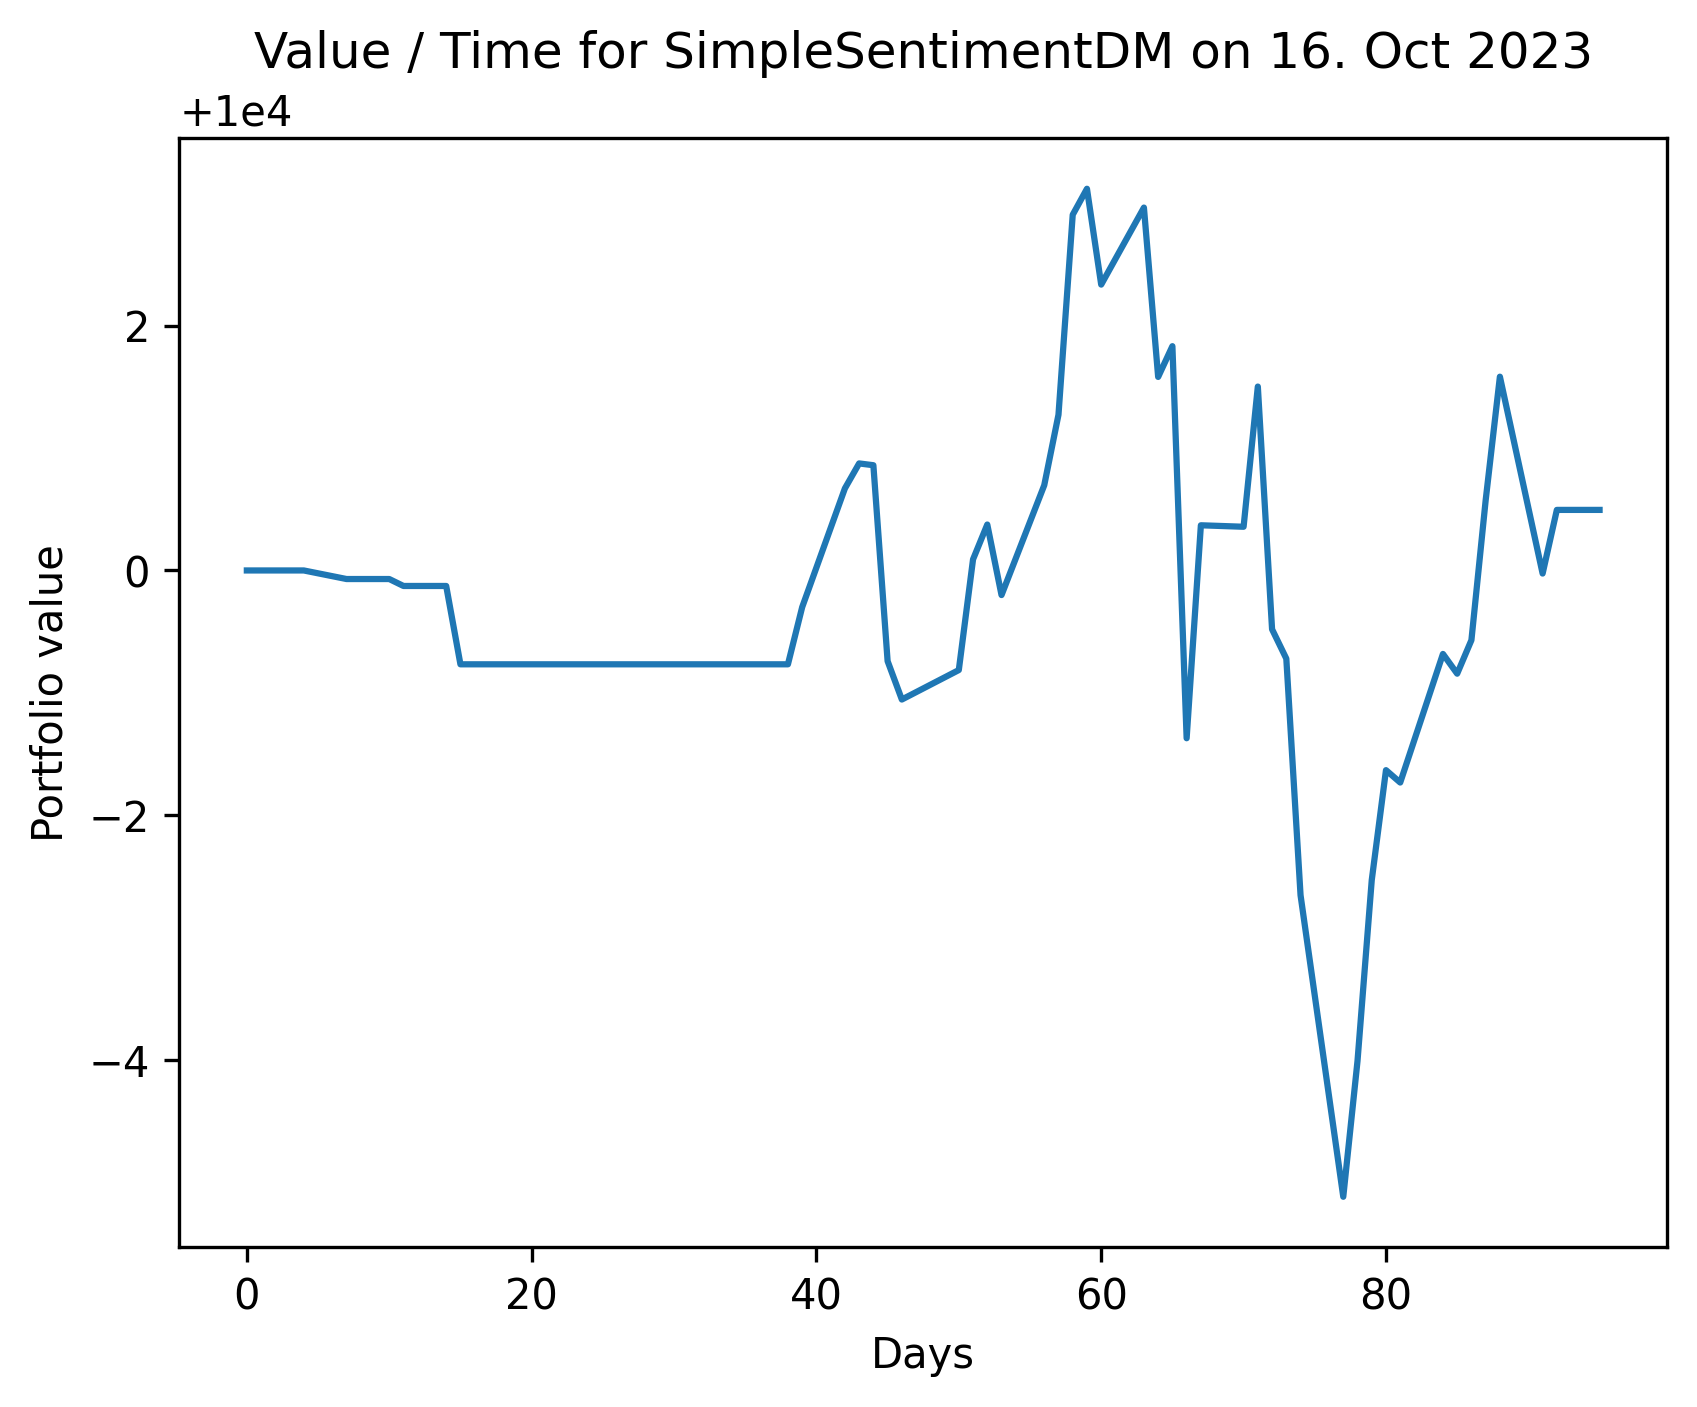 Value / Time for SimpleSentimentDM on 16. Oct 2023
+1e4
2
0
−2
−4
Portfolio value
0 20 40 60 80
Days